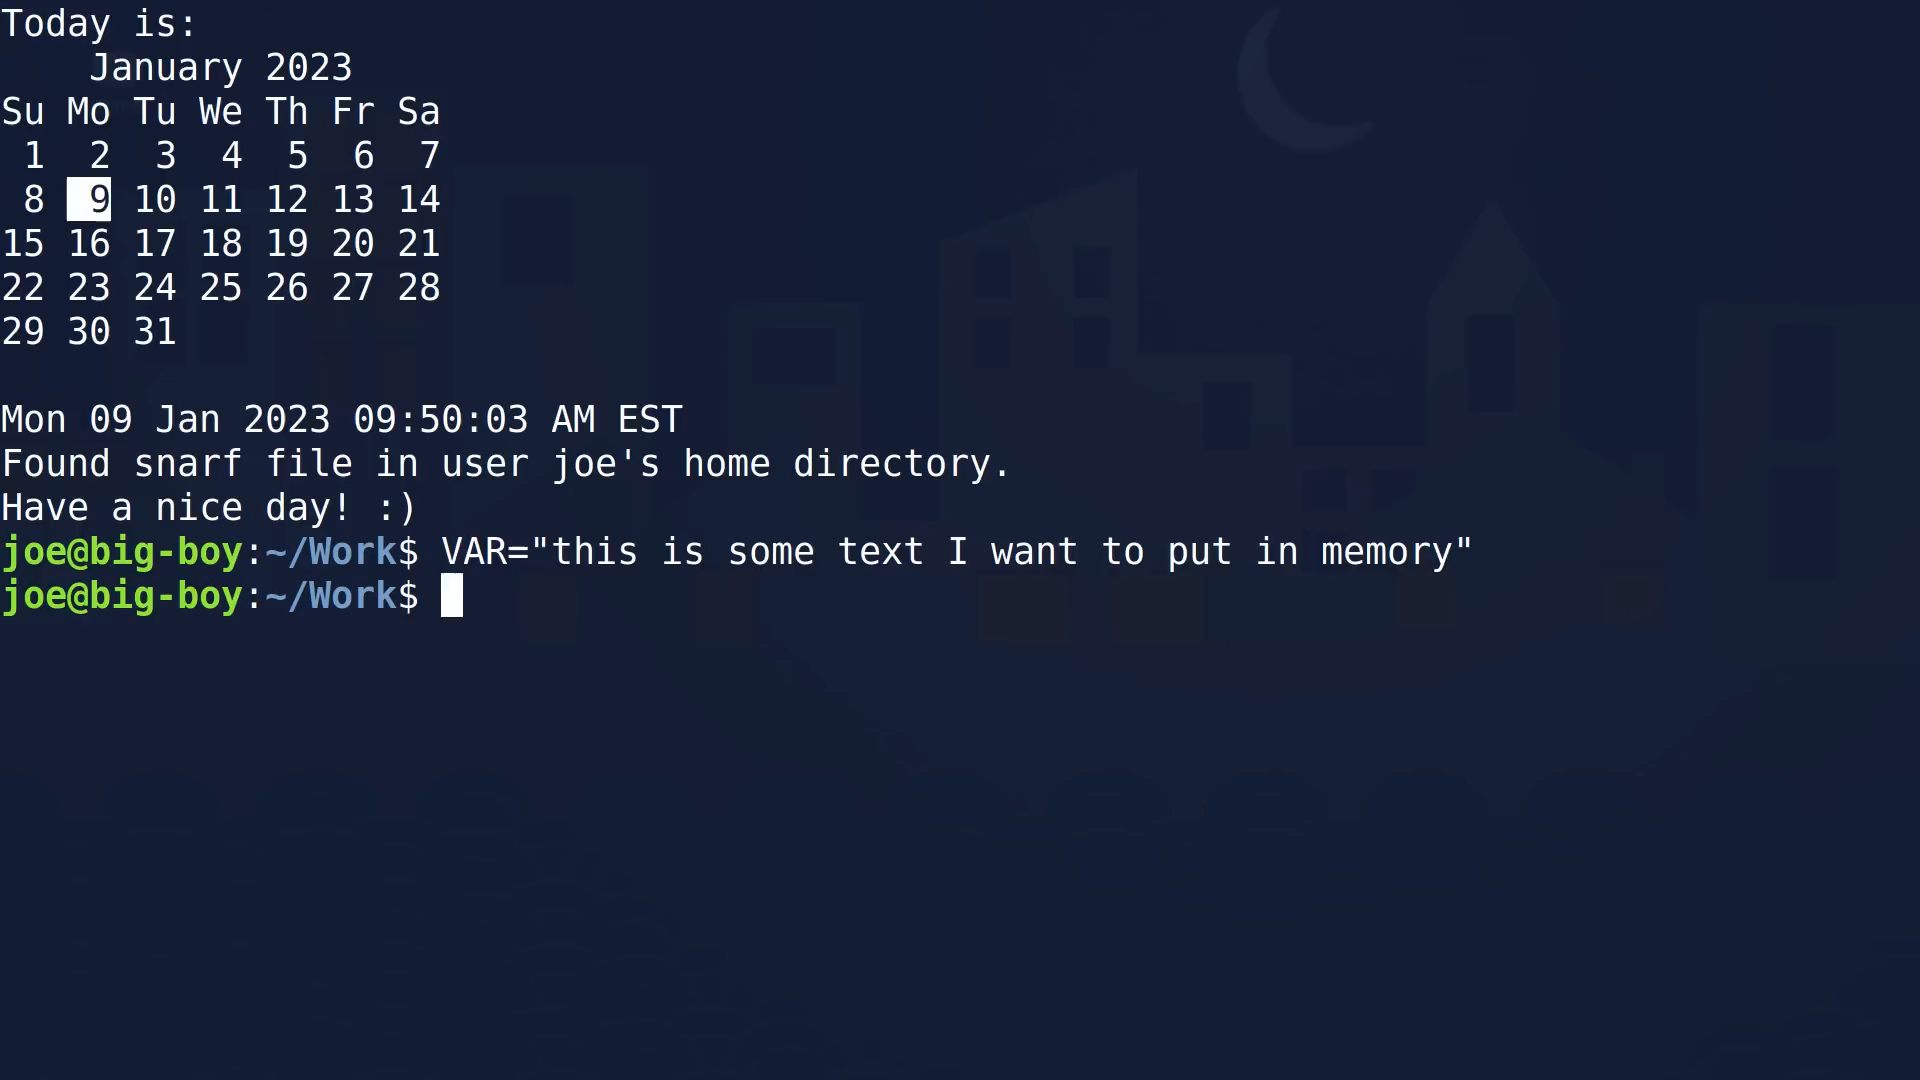 Today is:
    January 2023
Su Mo Tu We Th Fr Sa
 1  2  3  4  5  6  7
 8  9 10 11 12 13 14
15 16 17 18 19 20 21
22 23 24 25 26 27 28
29 30 31

Mon 09 Jan 2023 09:50:03 AM EST
Found snarf file in user joe's home directory.
Have a nice day! :)
joe@big-boy:~/Work$ VAR="this is some text I want to put in memory"
joe@big-boy:~/Work$